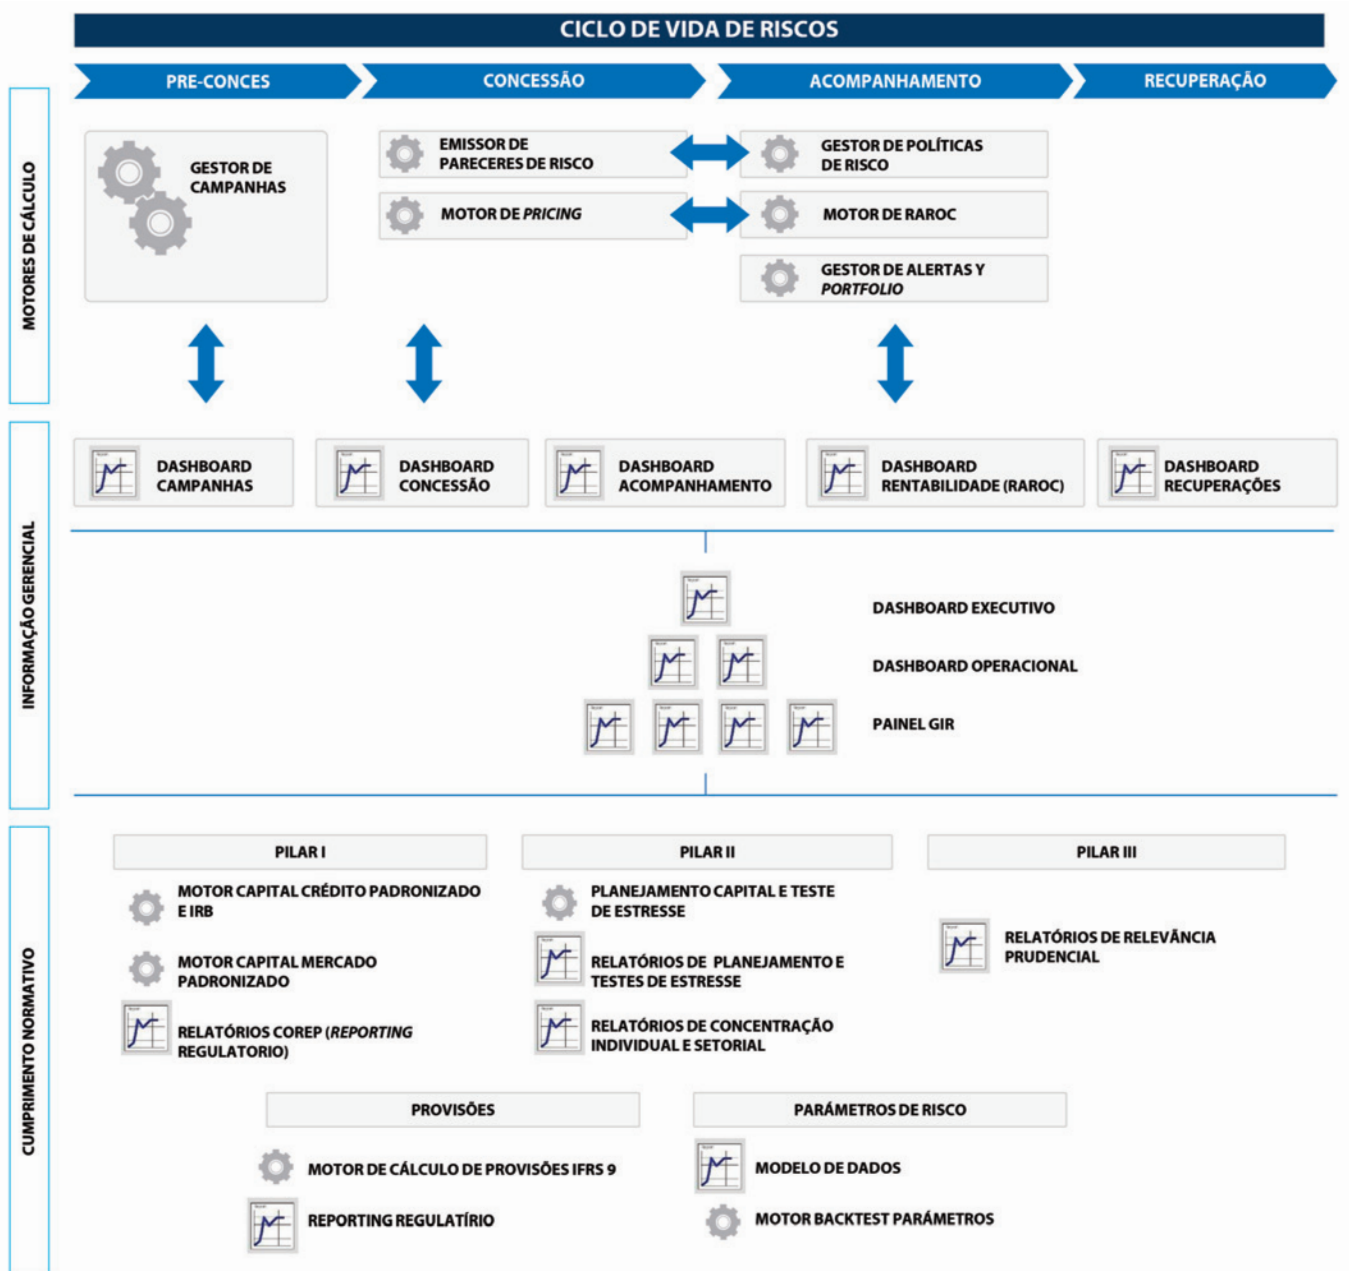 CICLO DE VIDA DE RISCOS
PRE-CONCES
CONCESSÃO
ACOMPANHAMENTO
RECUPERAÇÃO
MOTORES DE CÁLCULO
GESTOR DE
CAMPANHAS
EMISSOR DE
PARECERES DE RISCO
GESTOR DE POLÍTICAS
DE RISCO
MOTOR DE PRICING
MOTOR DE RAROC
GESTOR DE ALERTAS Y
PORTFOLIO
INFORMAÇÃO GERENCIAL
DASHBOARD
CAMPANHAS
DASHBOARD
CONCESSÃO
DASHBOARD
ACOMPANHAMENTO
DASHBOARD
RENTABILIDADE (RAROC)
DASHBOARD
RECUPERAÇÕES
DASHBOARD EXECUTIVO
DASHBOARD OPERACIONAL
PAINEL GIR
CUMPRIMENTO NORMATIVO
PILAR I
MOTOR CAPITAL CRÉDITO PADRONIZADO
E IRB
MOTOR CAPITAL MERCADO
PADRONIZADO
RELATÓRIOS COREP (REPORTING
REGULATORIO)
PILAR II
PLANEJAMENTO CAPITAL E TESTE
DE ESTRESSE
RELATÓRIOS DE PLANEJAMENTO E
TESTES DE ESTRESSE
RELATÓRIOS DE CONCENTRAÇÃO
INDIVIDUAL E SETORIAL
PILAR III
RELATÓRIOS DE RELEVÂNCIA
PRUDENCIAL
PROVISÕES
MOTOR DE CÁLCULO DE PROVISÕES IFRS 9
REPORTING REGULATÍRIO
PARÁMETROS DE RISCO
MODELO DE DADOS
MOTOR BACKTEST PARÁMETROS